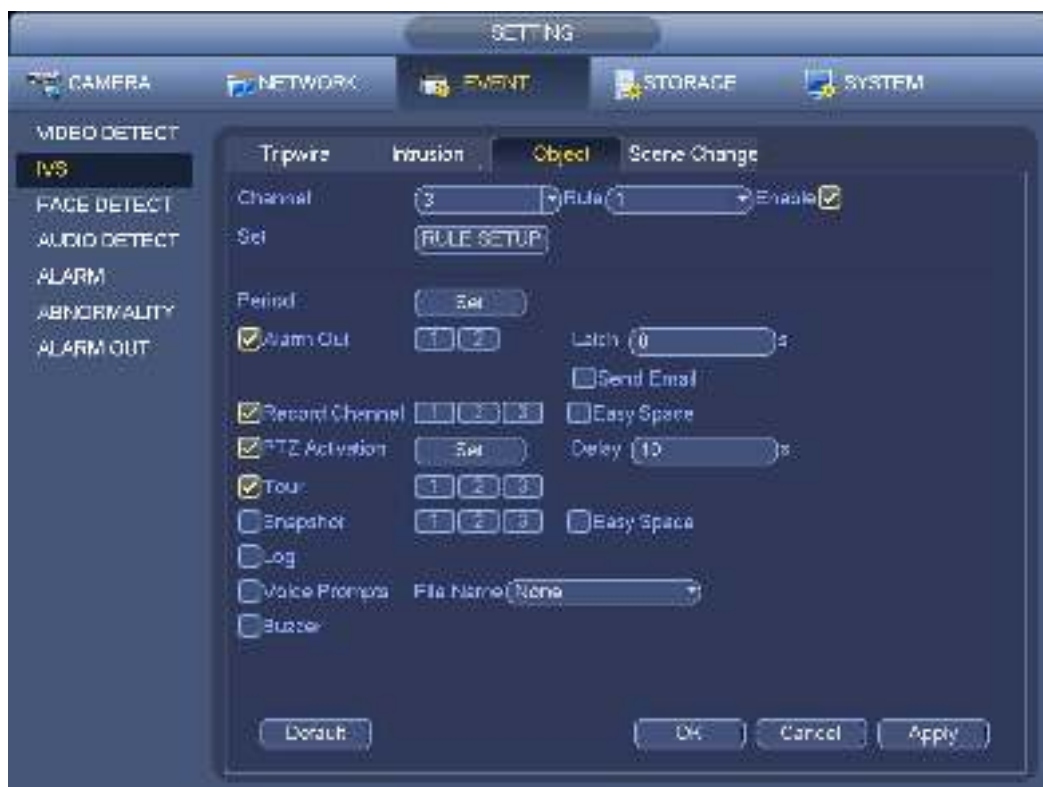 SETTING
CAMERA NETWORK EVENT STORAGE SYSTEM
VIDEO DETECT
IVS
FACE DETECT
AUDIO DETECT
ALARM
ABNORMALITY
ALARM OUT
Tripwire Intrusion Object Scene Change
Channel 3 Rule 1 Enable
Set RULE SETUP
Period Set
Alarm Out 1 2 Latch 0 s
Send Email
Record Channel 1 2 3 Easy Space
PTZ Activation Set Delay 10 s
Tour 1 2 3
Snapshot 1 2 3 Easy Space
Log
Voice Prompts File Name None
Buzzer
Default OK Cancel Apply